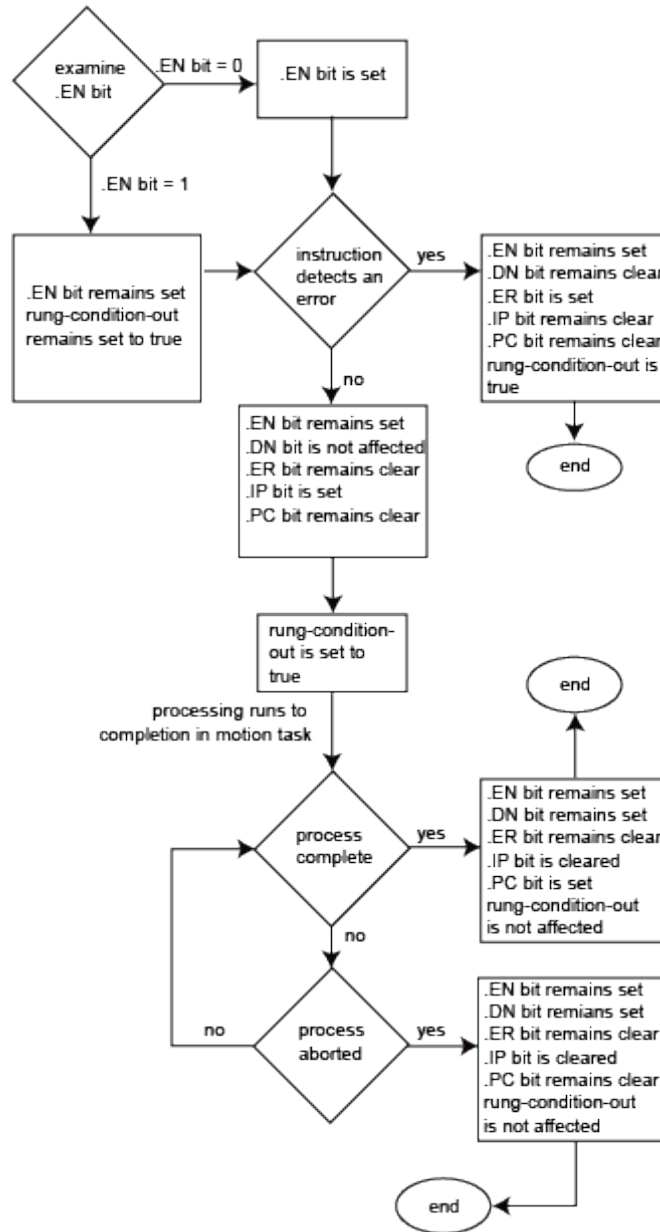 examine
.EN bit
.EN bit = 0
.EN bit is set
.EN bit = 1
.EN bit remains set
rung-condition-out
remains set to true
instruction
detects an
error
yes
.EN bit remains set
.DN bit remains clear
.ER bit is set
.IP bit remains clear
.PC bit remains clear
rung-condition-out is
true
end
no
.EN bit remains set
.DN bit is not affected
.ER bit remains clear
.IP bit is set
.PC bit remains clear
rung-condition-
out is set to
true
processing runs to
completion in motion task
end
process
complete
yes
.EN bit remains set
.DN bit remains set
.ER bit remains clear
.IP bit is cleared
.PC bit is set
rung-condition-out
is not affected
no
process
aborted
no
yes
.EN bit remains set
.DN bit remians set
.ER bit remains clear
.IP bit is cleared
.PC bit remains clear
rung-condition-out
is not affected
end